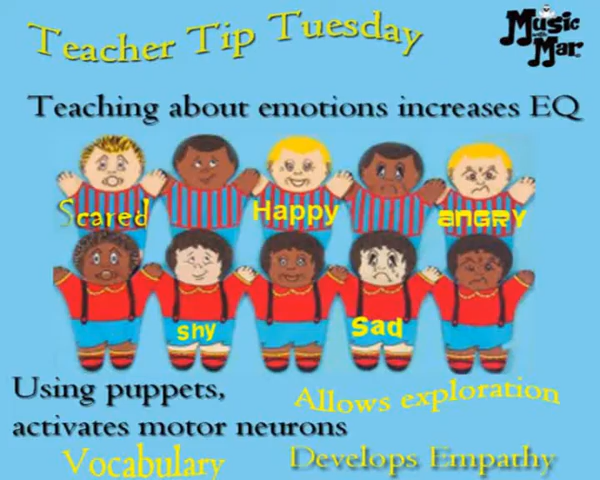 Teacher Tip Tuesday
Music
with
Mar.
Teaching about emotions increases EQ
Scared
Happy
ANGRY
shy
Sad
Using puppets,
activates motor neurons
Allows exploration
Vocabulary
Develops Empathy